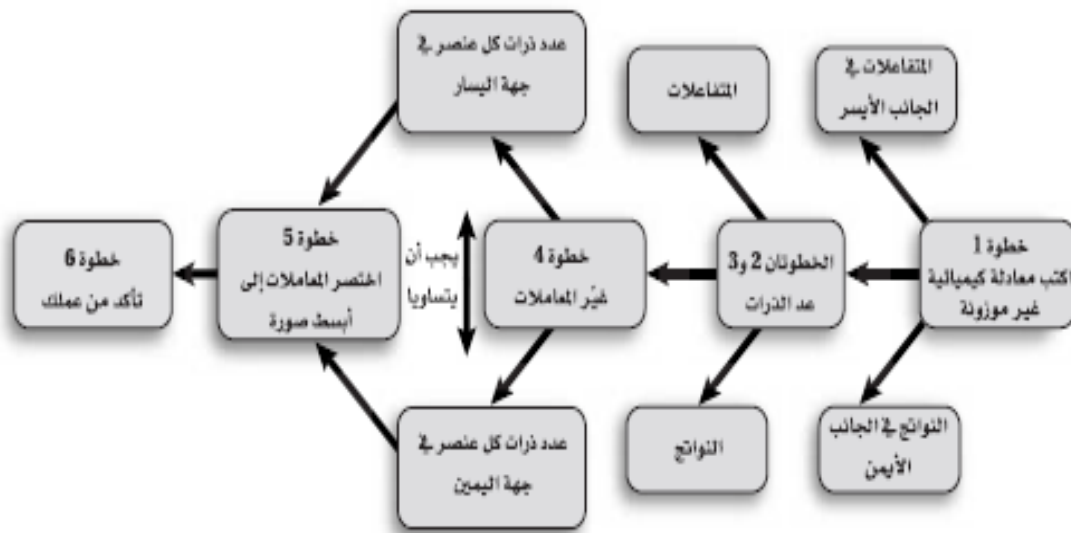 المتفاعلات في
الجانب الأيسر
خطوة 1
اكتب معادلة كيميائية
غير موزونة
النواتج في الجانب
الأيمن
المتفاعلات
الخطوتان 2 و3
عد الذرات
النواتج
عدد ذرات كل عنصر في
جهة اليسار
خطوة 4
غيّر المعاملات
عدد ذرات كل عنصر في
جهة اليمين
يجب أن
يتساويا
خطوة 5
اختصر المعاملات إلى
أبسط صورة
خطوة 6
تأكد من عملك